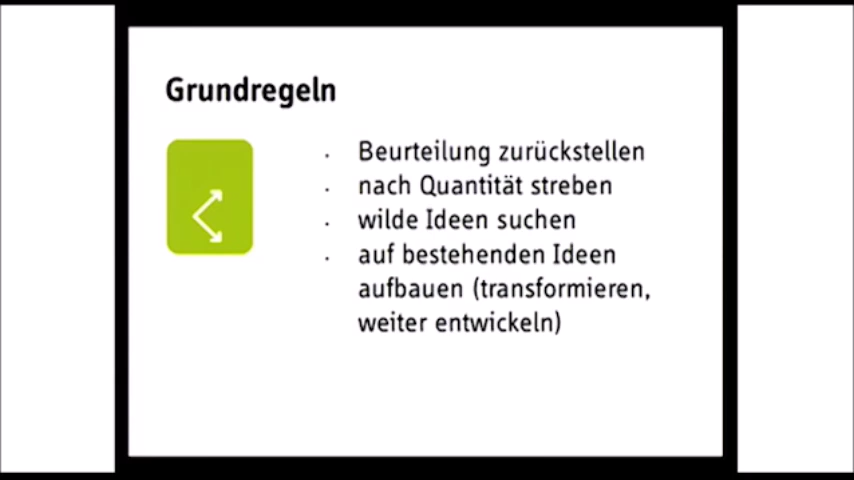 Grundregeln
· Beurteilung zurückstellen
· nach Quantität streben
· wilde Ideen suchen
· auf bestehenden Ideen
aufbauen (transformieren,
weiter entwickeln)